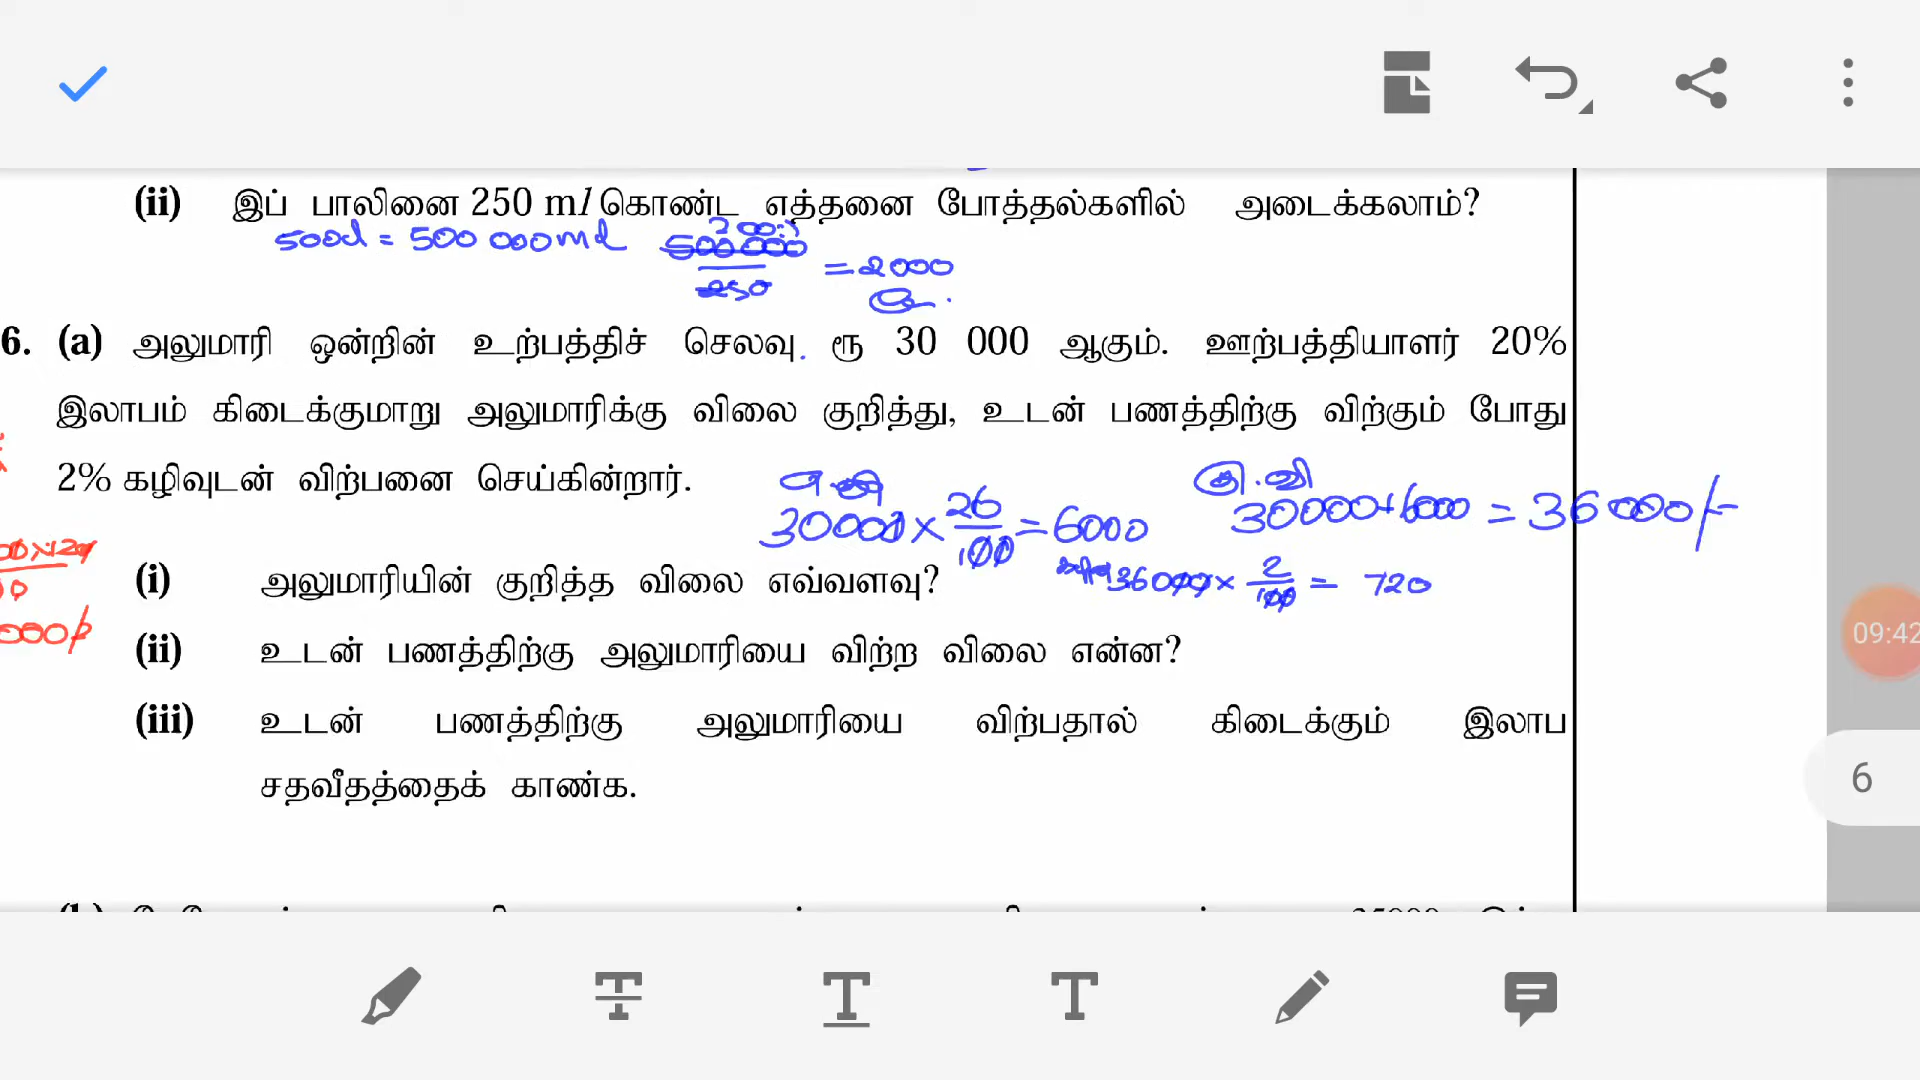 (ii) இப் பாலினை 250 ml கொண்ட எத்தனை போத்தல்களில் அடைக்கலாம்?
500l = 500 000ml 500 000 / 250 = 2000
6. (a) அலுமாரி ஒன்றின் உற்பத்திச் செலவு ரூ 30 000 ஆகும். ஊற்பத்தியாளர் 20%
இலாபம் கிடைக்குமாறு அலுமாரிக்கு விலை குறித்து, உடன் பணத்திற்கு விற்கும் போது
2% கழிவுடன் விற்பனை செய்கின்றார்.
30000 × 20/100 = 6000 30000+6000 = 36000/-
(i) அலுமாரியின் குறித்த விலை எவ்வளவு?
36000 × 2/100 = 720
(ii) உடன் பணத்திற்கு அலுமாரியை விற்ற விலை என்ன?
(iii) உடன் பணத்திற்கு அலுமாரியை விற்பதால் கிடைக்கும் இலாப
சதவீதத்தைக் காண்க.
09:42
6